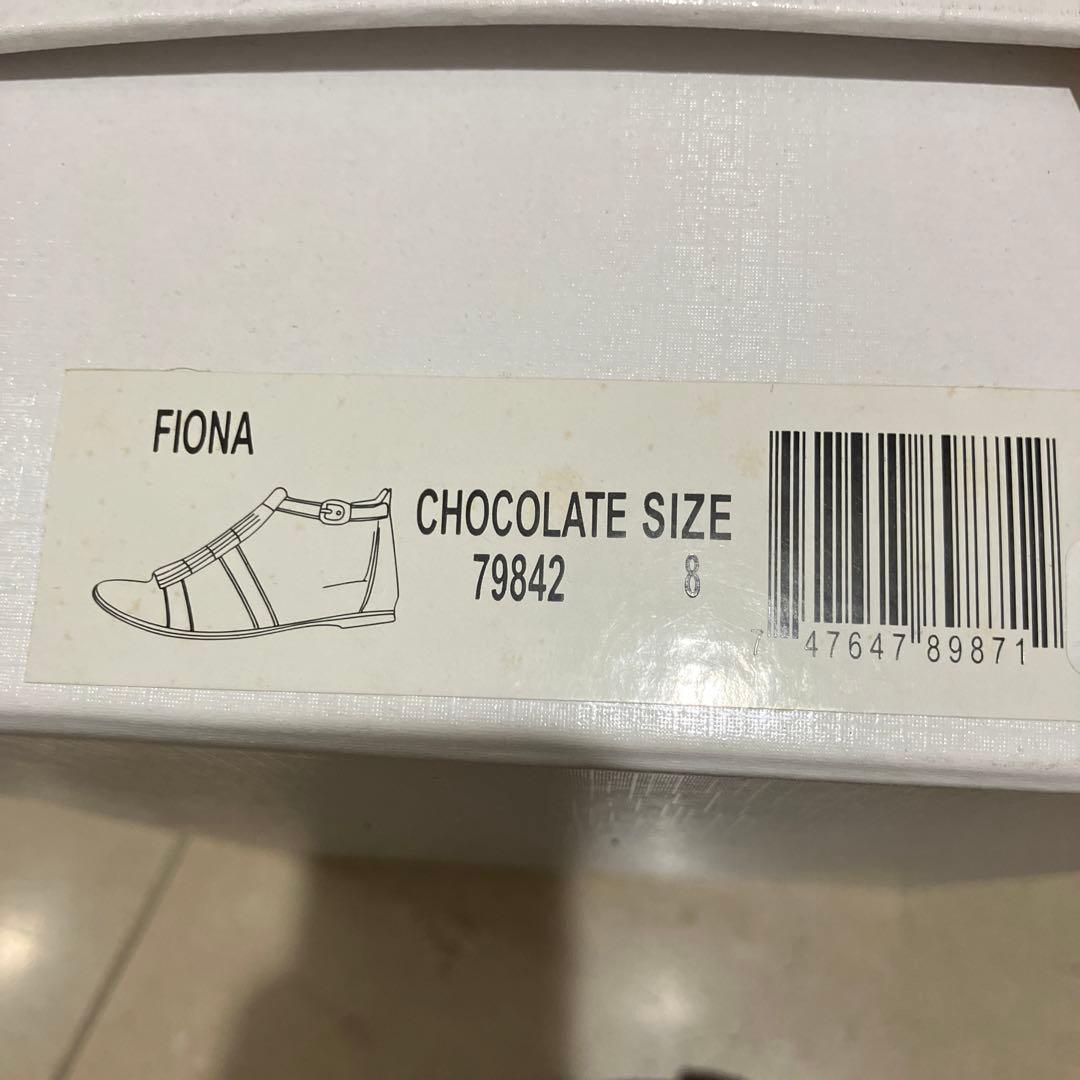 FIONA
CHOCOLATE SIZE
79842 8
7 47647 89871